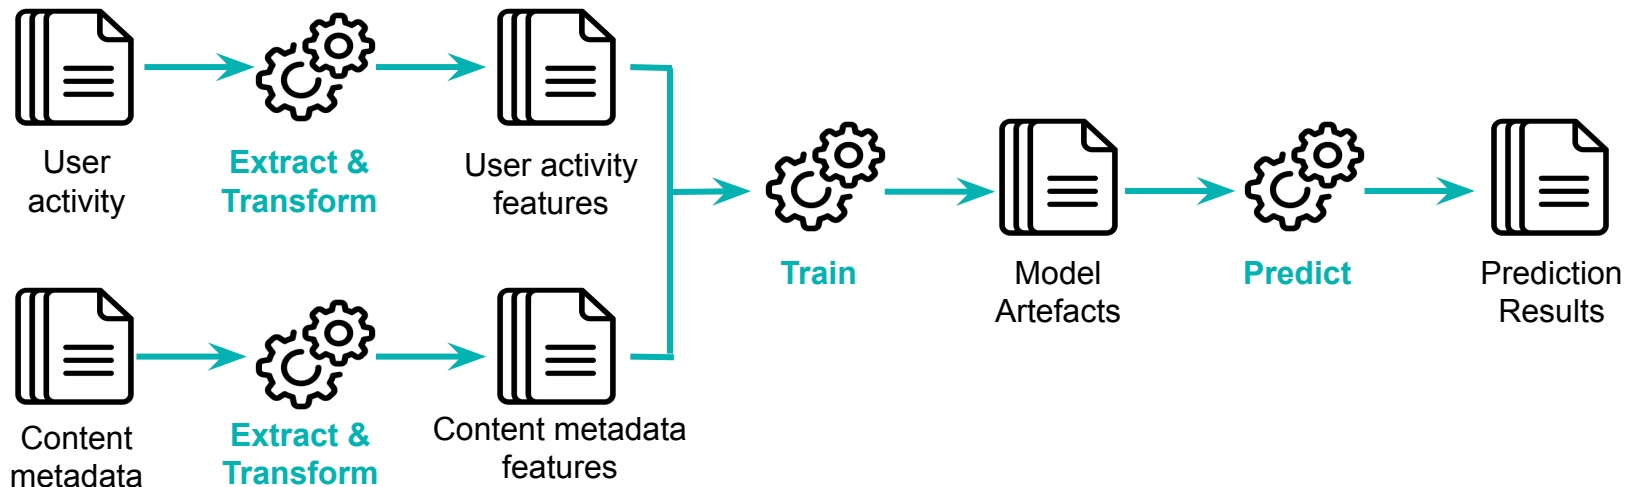 User
activity
Extract &
Transform
User activity
features
Train
Model
Artefacts
Predict
Prediction
Results
Content
metadata
Extract &
Transform
Content metadata
features